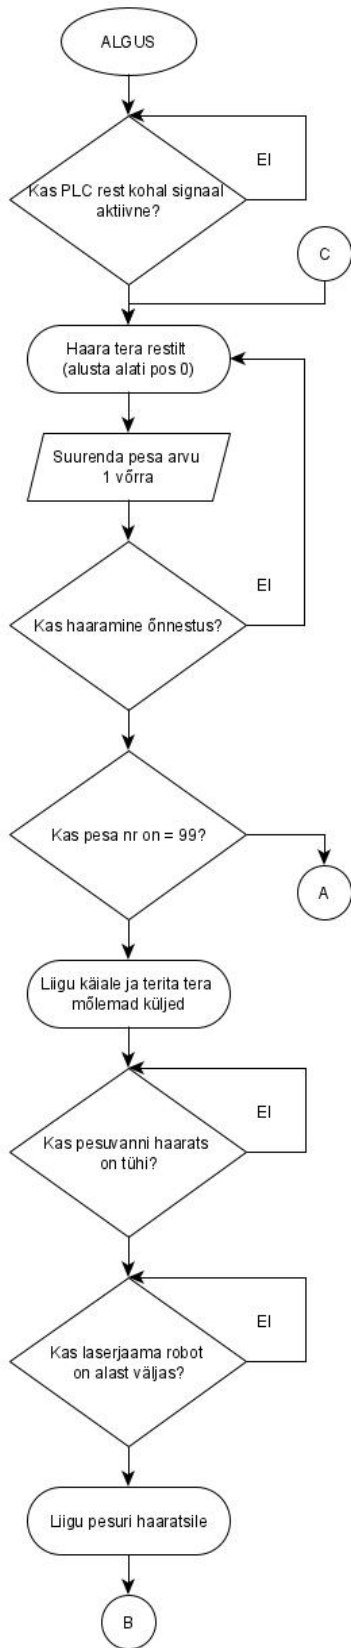 ALGUS
EI
Kas PLC rest kohal signaal
aktiivne?
C
Haara tera restilt
(alusta alati pos 0)
Suurenda pesa arvu
1 võrra
EI
Kas haaramine õnnestus?
Kas pesa nr on = 99?
A
Liigu käiale ja terita tera
mõlemad küljed
EI
Kas pesuvanni haarats
on tühi?
EI
Kas laserjaama robot
on alast väljas?
Liigu pesuri haaratsile
B